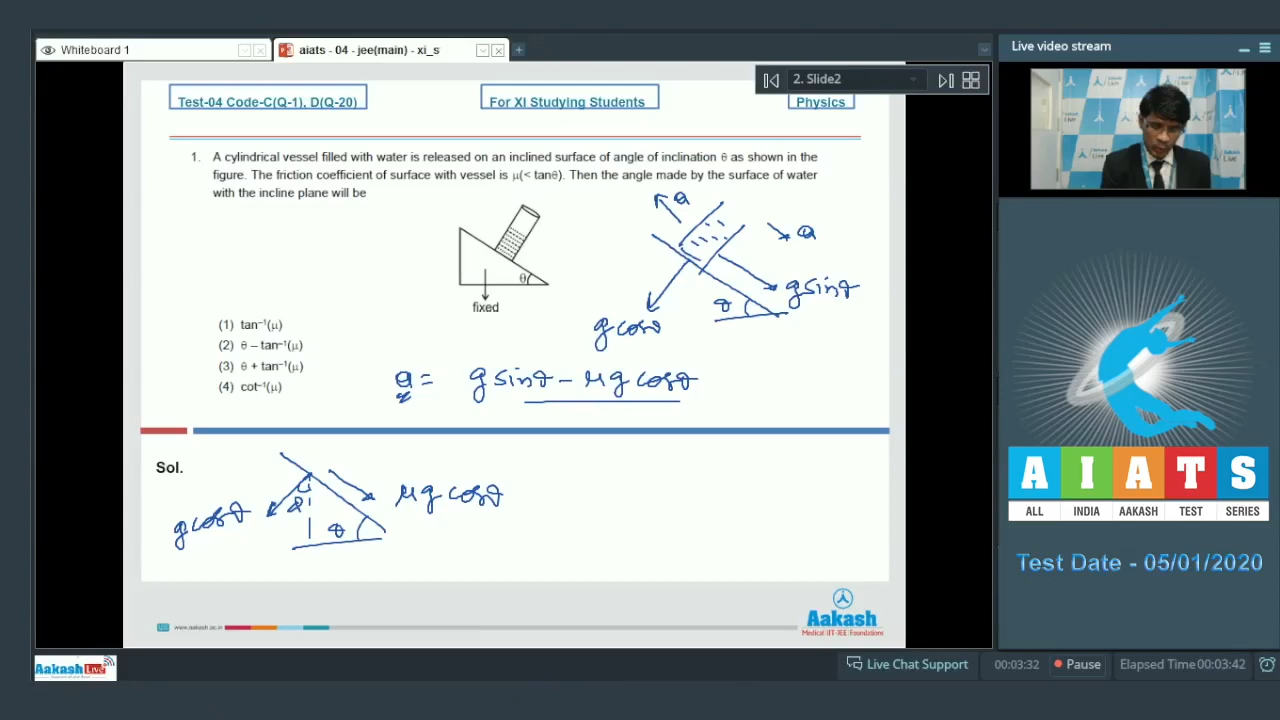 Whiteboard 1
aiats - 04 - jee(main) - xi_s
Live video stream
2. Slide2
Test-04 Code-C(Q-1), D(Q-20)
For XI Studying Students
Physics
1. A cylindrical vessel filled with water is released on an inclined surface of angle of inclination θ as shown in the
figure. The friction coefficient of surface with vessel is μ(< tanθ). Then the angle made by the surface of water
with the incline plane will be
a
a
g sinθ
θ
g cosθ
θ
fixed
(1) tan⁻¹(μ)
(2) θ – tan⁻¹(μ)
(3) θ + tan⁻¹(μ)
(4) cot⁻¹(μ)
a = g sinθ – μg cosθ
Sol.
g cosθ
μg cosθ
θ
AIATS
ALL INDIA AAKASH TEST SERIES
Test Date - 05/01/2020
www.aakash.ac.in
Aakash
Medical | IIT-JEE | Foundations
Aakash Live
Live Chat Support
00:03:32
Pause
Elapsed Time 00:03:42